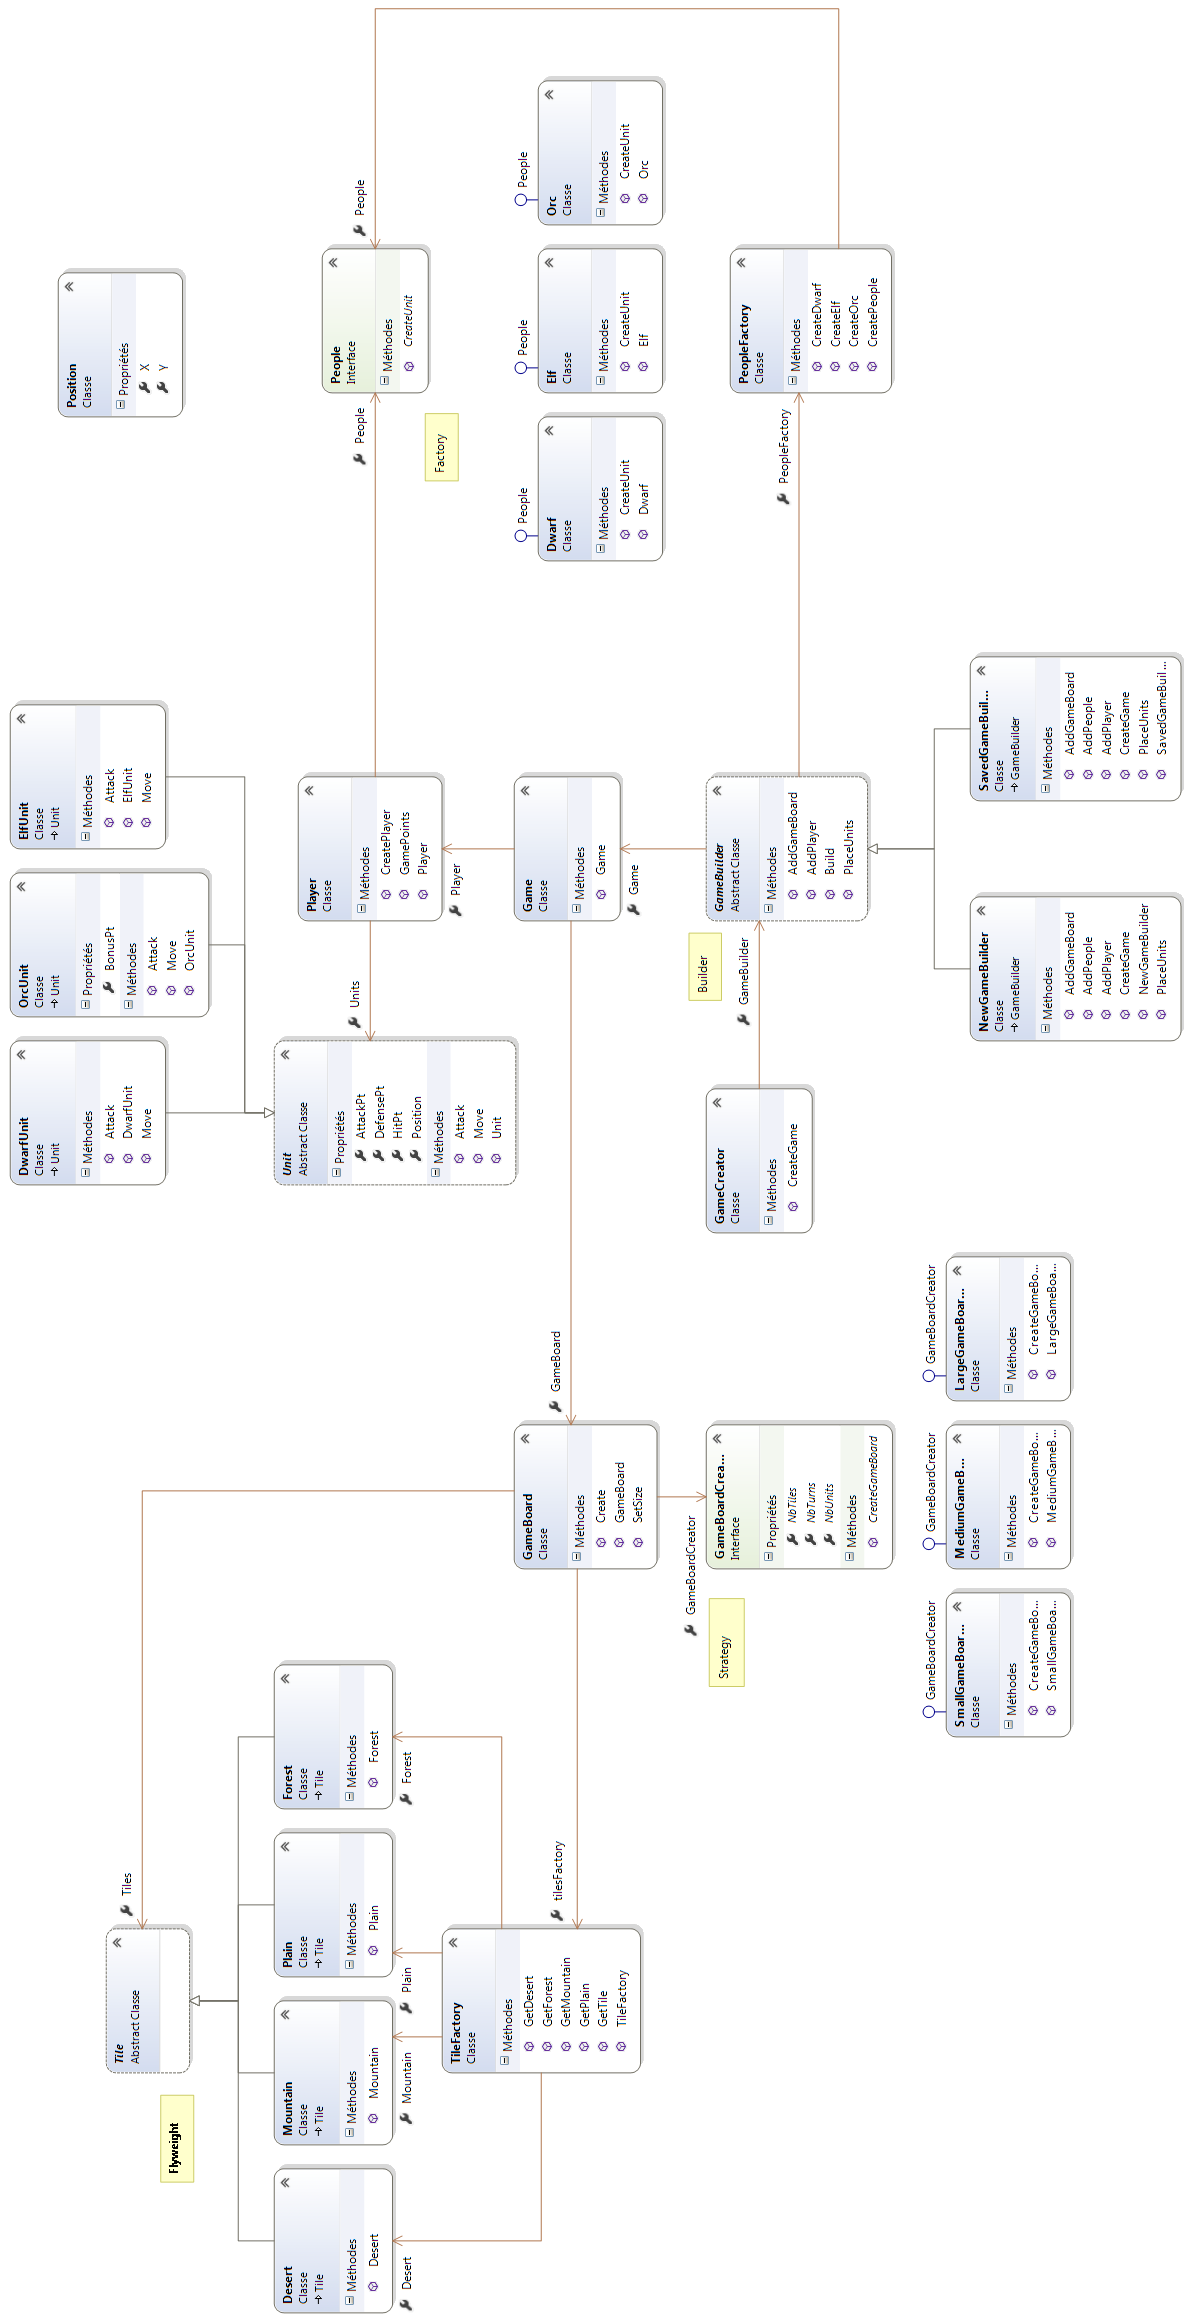 Tile
Abstract Classe
Flyweight
Tiles
Desert
Classe
Tile
Méthodes
Desert
Desert
Mountain
Classe
Tile
Méthodes
Mountain
Mountain
Plain
Classe
Tile
Méthodes
Plain
Plain
Forest
Classe
Tile
Méthodes
Forest
Forest
TileFactory
Classe
Méthodes
GetDesert
GetForest
GetMountain
GetPlain
GetTile
TileFactory
tilesFactory
GameBoard
Classe
Méthodes
Create
GameBoard
SetSize
GameBoard
GameBoardCreator
Strategy
GameBoardCrea...
Interface
Propriétés
NbTiles
NbTurns
NbUnits
Méthodes
CreateGameBoard
GameBoardCreator
SmallGameBoar...
Classe
Méthodes
CreateGameBo...
SmallGameBoa...
GameBoardCreator
MediumGameB...
Classe
Méthodes
CreateGameBo...
MediumGameB...
GameBoardCreator
LargeGameBoar...
Classe
Méthodes
CreateGameBo...
LargeGameBoa...
DwarfUnit
Classe
Unit
Méthodes
Attack
DwarfUnit
Move
OrcUnit
Classe
Unit
Propriétés
BonusPt
Méthodes
Attack
Move
OrcUnit
ElfUnit
Classe
Unit
Méthodes
Attack
ElfUnit
Move
Unit
Abstract Classe
Propriétés
AttackPt
DefensePt
HitPt
Position
Méthodes
Attack
Move
Unit
Units
Player
Classe
Méthodes
CreatePlayer
GamePoints
Player
Player
Game
Classe
Méthodes
Game
Game
GameCreator
Classe
Méthodes
CreateGame
GameBuilder
Builder
GameBuilder
Abstract Classe
Méthodes
AddGameBoard
AddPlayer
Build
PlaceUnits
NewGameBuilder
Classe
GameBuilder
Méthodes
AddGameBoard
AddPeople
AddPlayer
CreateGame
NewGameBuilder
PlaceUnits
SavedGameBuil...
Classe
GameBuilder
Méthodes
AddGameBoard
AddPeople
AddPlayer
CreateGame
PlaceUnits
SavedGameBuil...
Position
Classe
Propriétés
X
Y
People
People
Interface
Méthodes
CreateUnit
People
Factory
People
Dwarf
Classe
Méthodes
CreateUnit
Dwarf
People
Elf
Classe
Méthodes
CreateUnit
Elf
People
Orc
Classe
Méthodes
CreateUnit
Orc
PeopleFactory
PeopleFactory
Classe
Méthodes
CreateDwarf
CreateElf
CreateOrc
CreatePeople